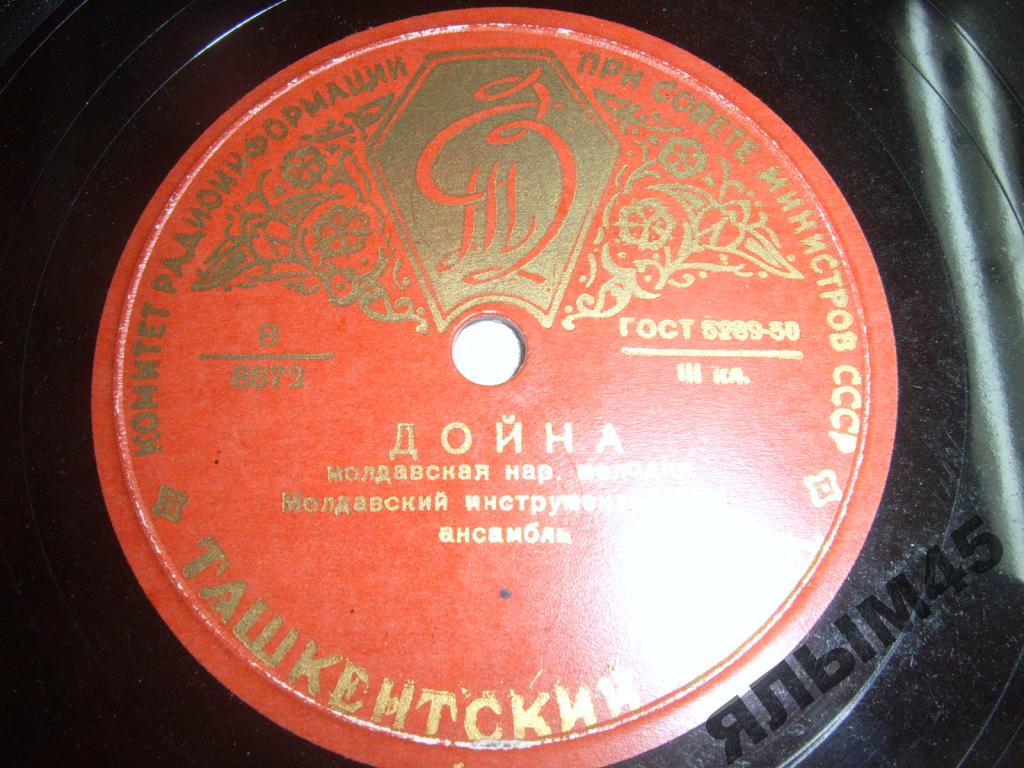 КОМИТЕТ РАДИОИНФОРМАЦИИ ПРИ СОВЕТЕ МИНИСТРОВ СССР
В
8872
ГОСТ 5289-50
III кл.
ДОЙНА
молдавская нар. мелодия
Молдавский
ансамбль
ТАШКЕНТСКИЙ
ЯЛЫМ45